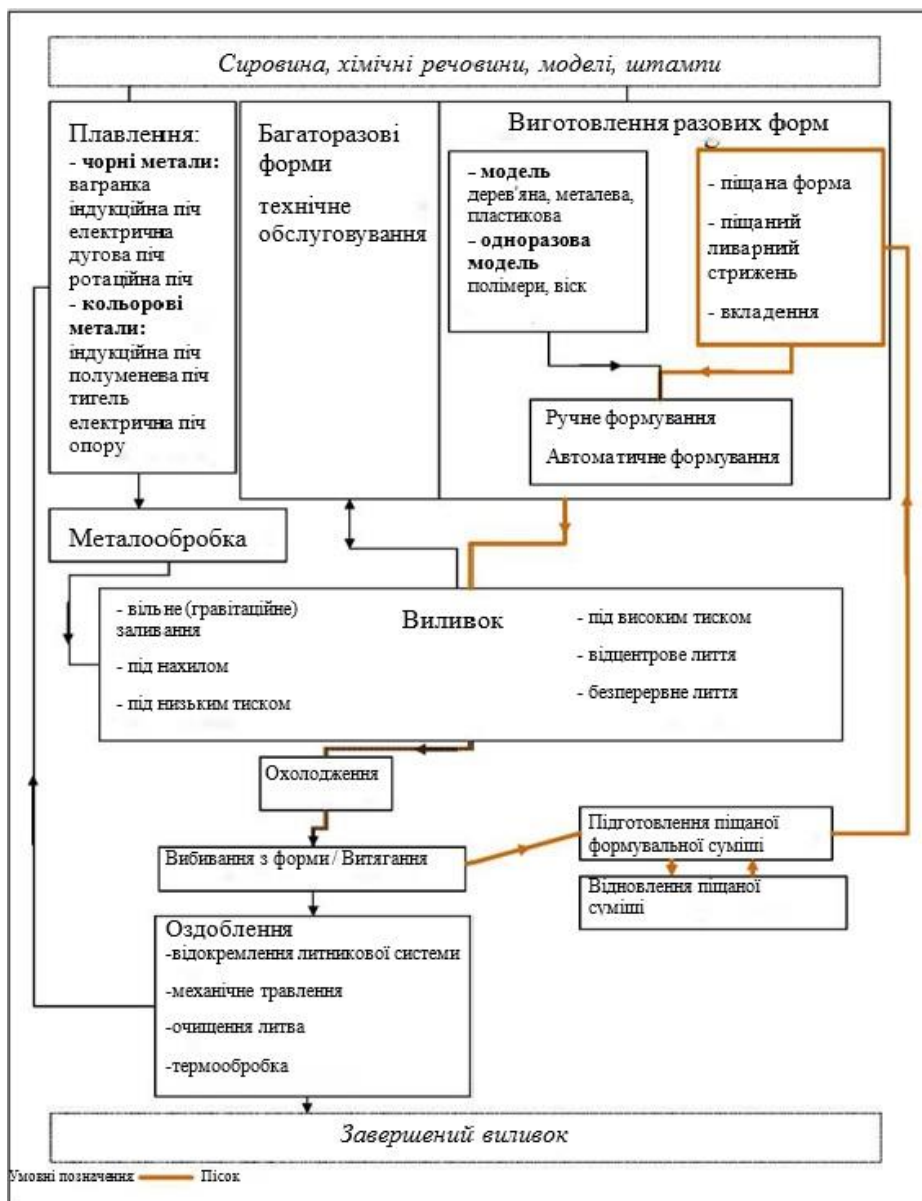 Сировина, хімічні речовини, моделі, штампи
Плавлення:
- чорні метали:
вагранка
індукційна піч
електрична
дугова піч
ротаційна піч
- кольорові
метали:
індукційна піч
полуменева піч
тигель
електрична піч
опору
Багаторазові
форми
технічне
обслуговування
Виготовлення разових форм
- модель
дерев'яна, металева,
пластикова
- одноразова
модель
полімери, віск
- піщана форма
- піщаний
ливарний
стрижень
- вкладення
Ручне формування
Автоматичне формування
Металообробка
Виливок
- вільне (гравітаційне)
заливання
- під нахилом
- під низьким тиском
- під високим тиском
- відцентрове лиття
- безперервне лиття
Охолодження
Вибивання з форми / Витягання
Підготовлення піщаної
формувальної суміші
Відновлення піщаної
суміші
Оздоблення
-відокремлення литникової системи
-механічне травлення
-очищення литва
-термообробка
Завершений виливок
Умовні позначення Пісок